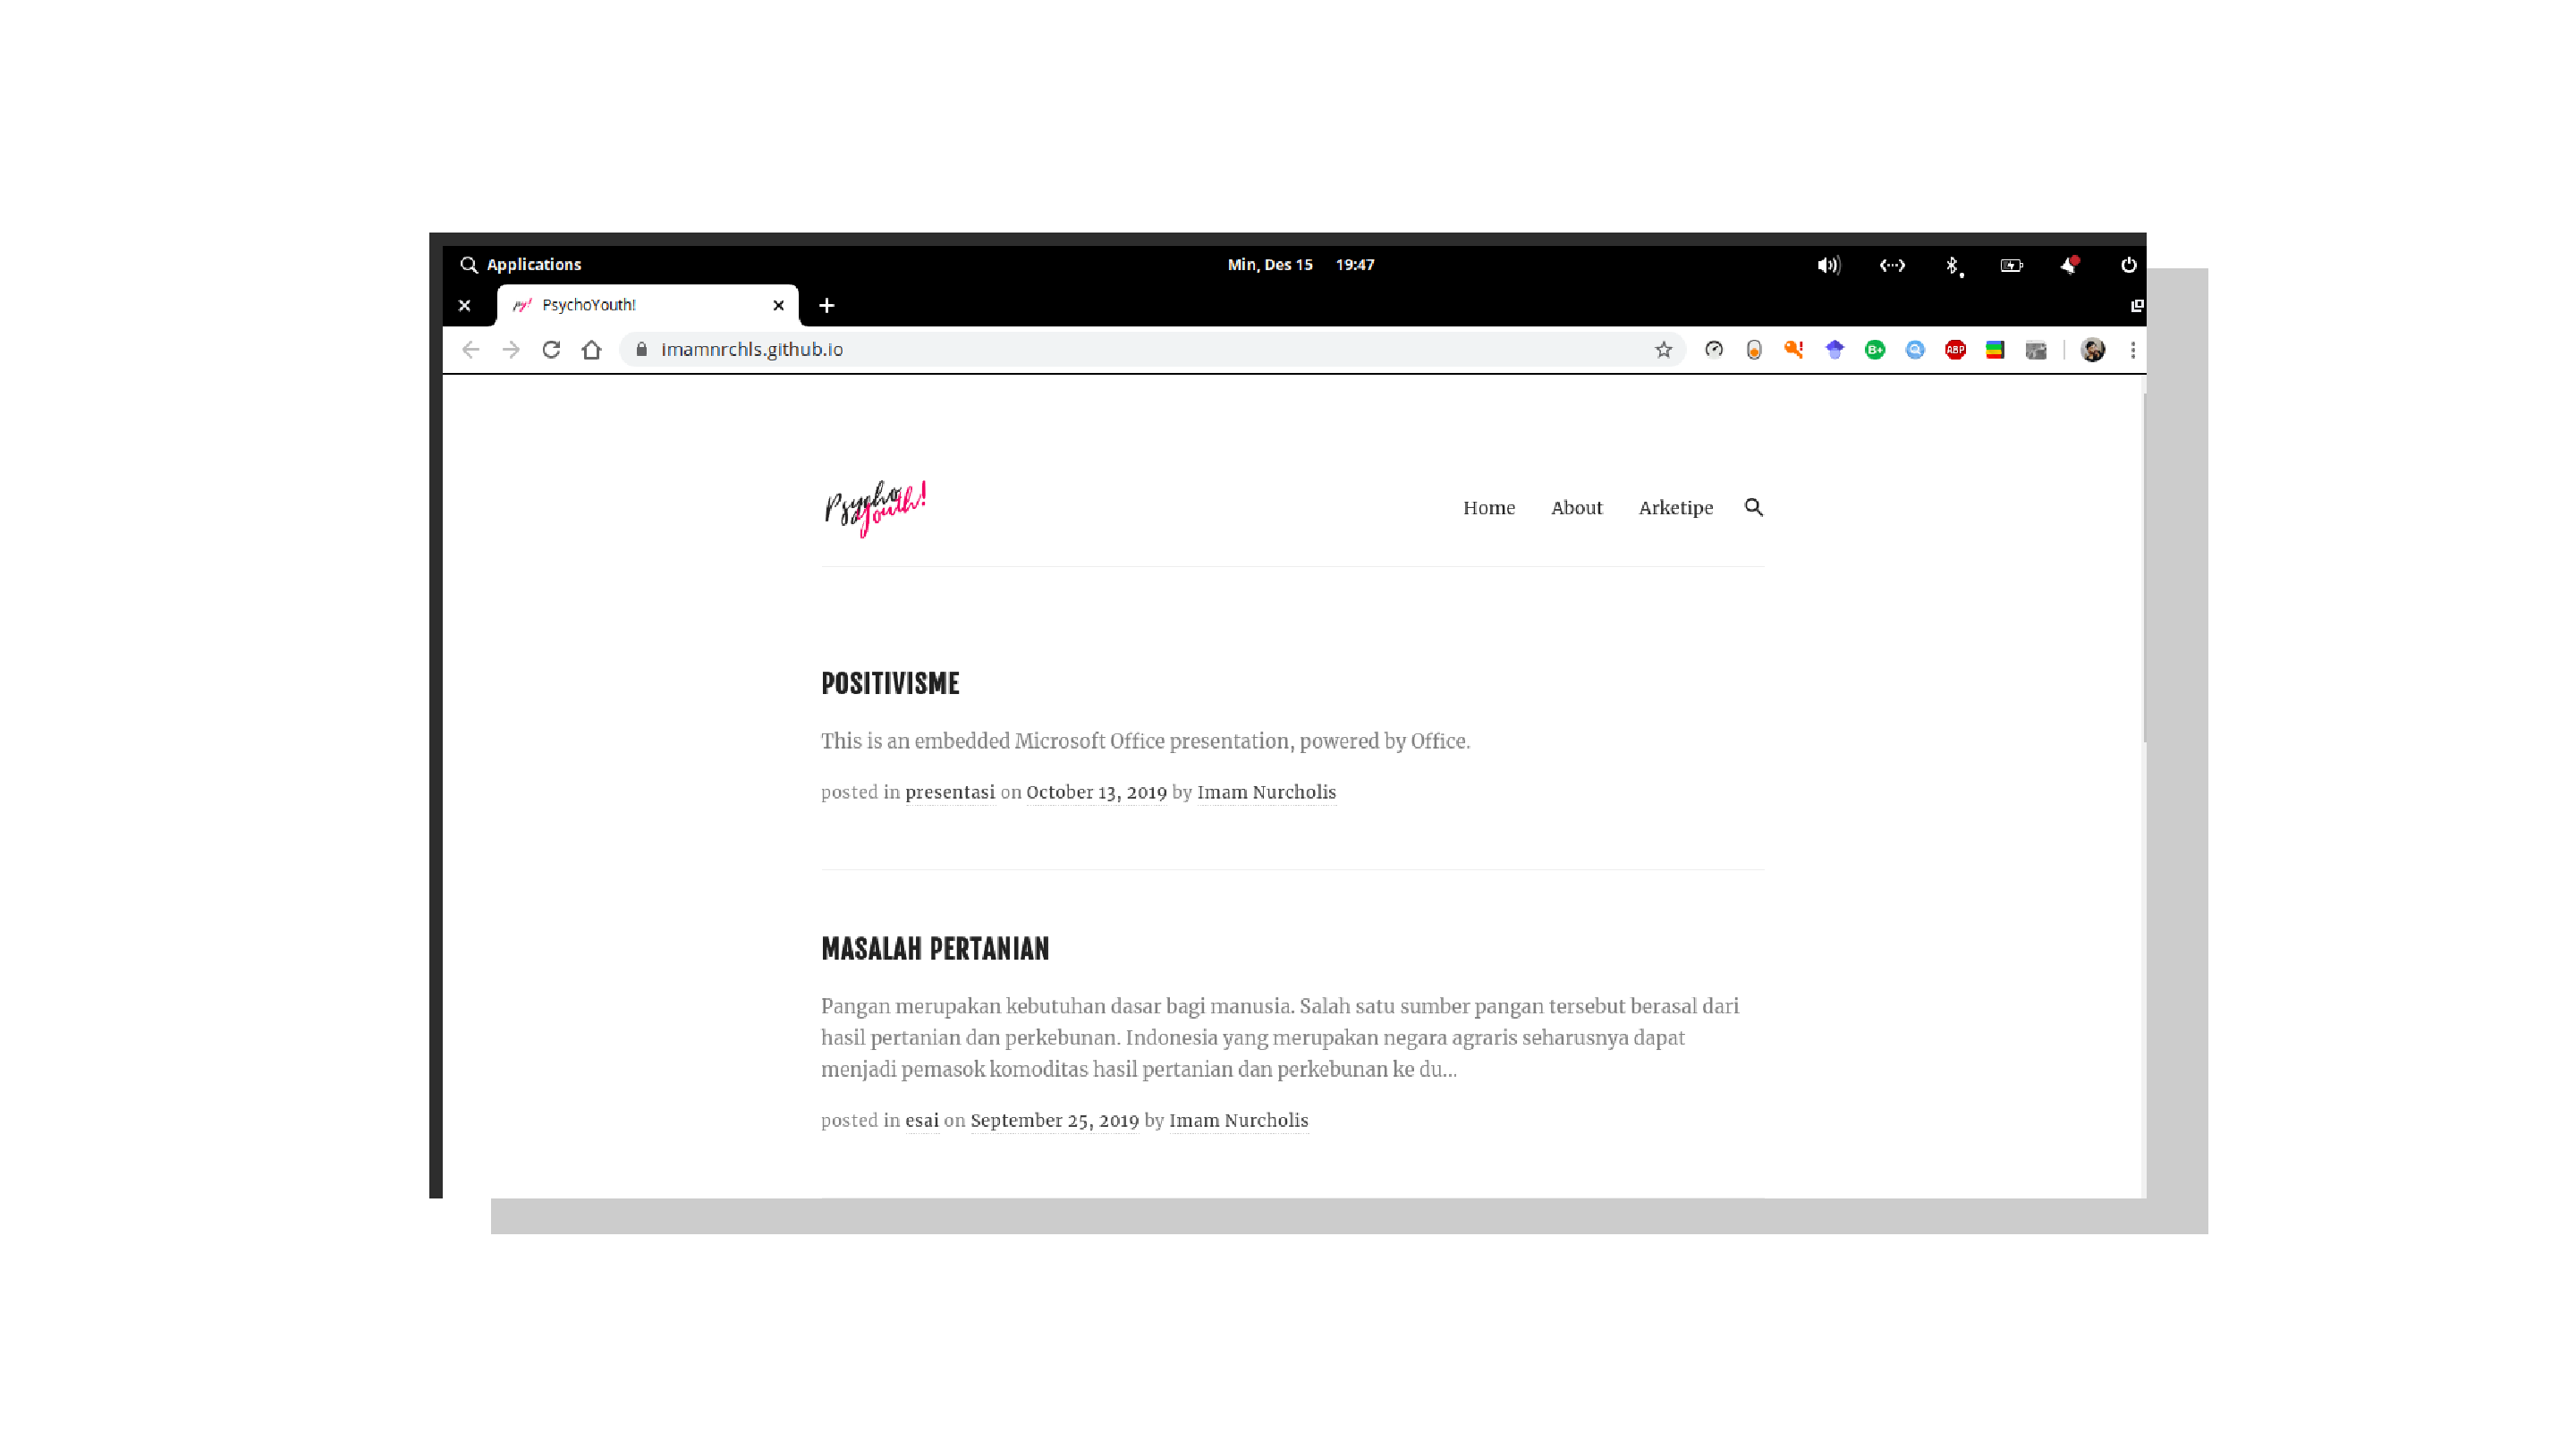 Applications Min, Des 15 19:47
py! PsychoYouth!
imamnrchls.github.io B+ ABP
Psycho
Youth!
Home About Arketipe
POSITIVISME
This is an embedded Microsoft Office presentation, powered by Office.
posted in presentasi on October 13, 2019 by Imam Nurcholis
MASALAH PERTANIAN
Pangan merupakan kebutuhan dasar bagi manusia. Salah satu sumber pangan tersebut berasal dari
hasil pertanian dan perkebunan. Indonesia yang merupakan negara agraris seharusnya dapat
menjadi pemasok komoditas hasil pertanian dan perkebunan ke du...
posted in esai on September 25, 2019 by Imam Nurcholis